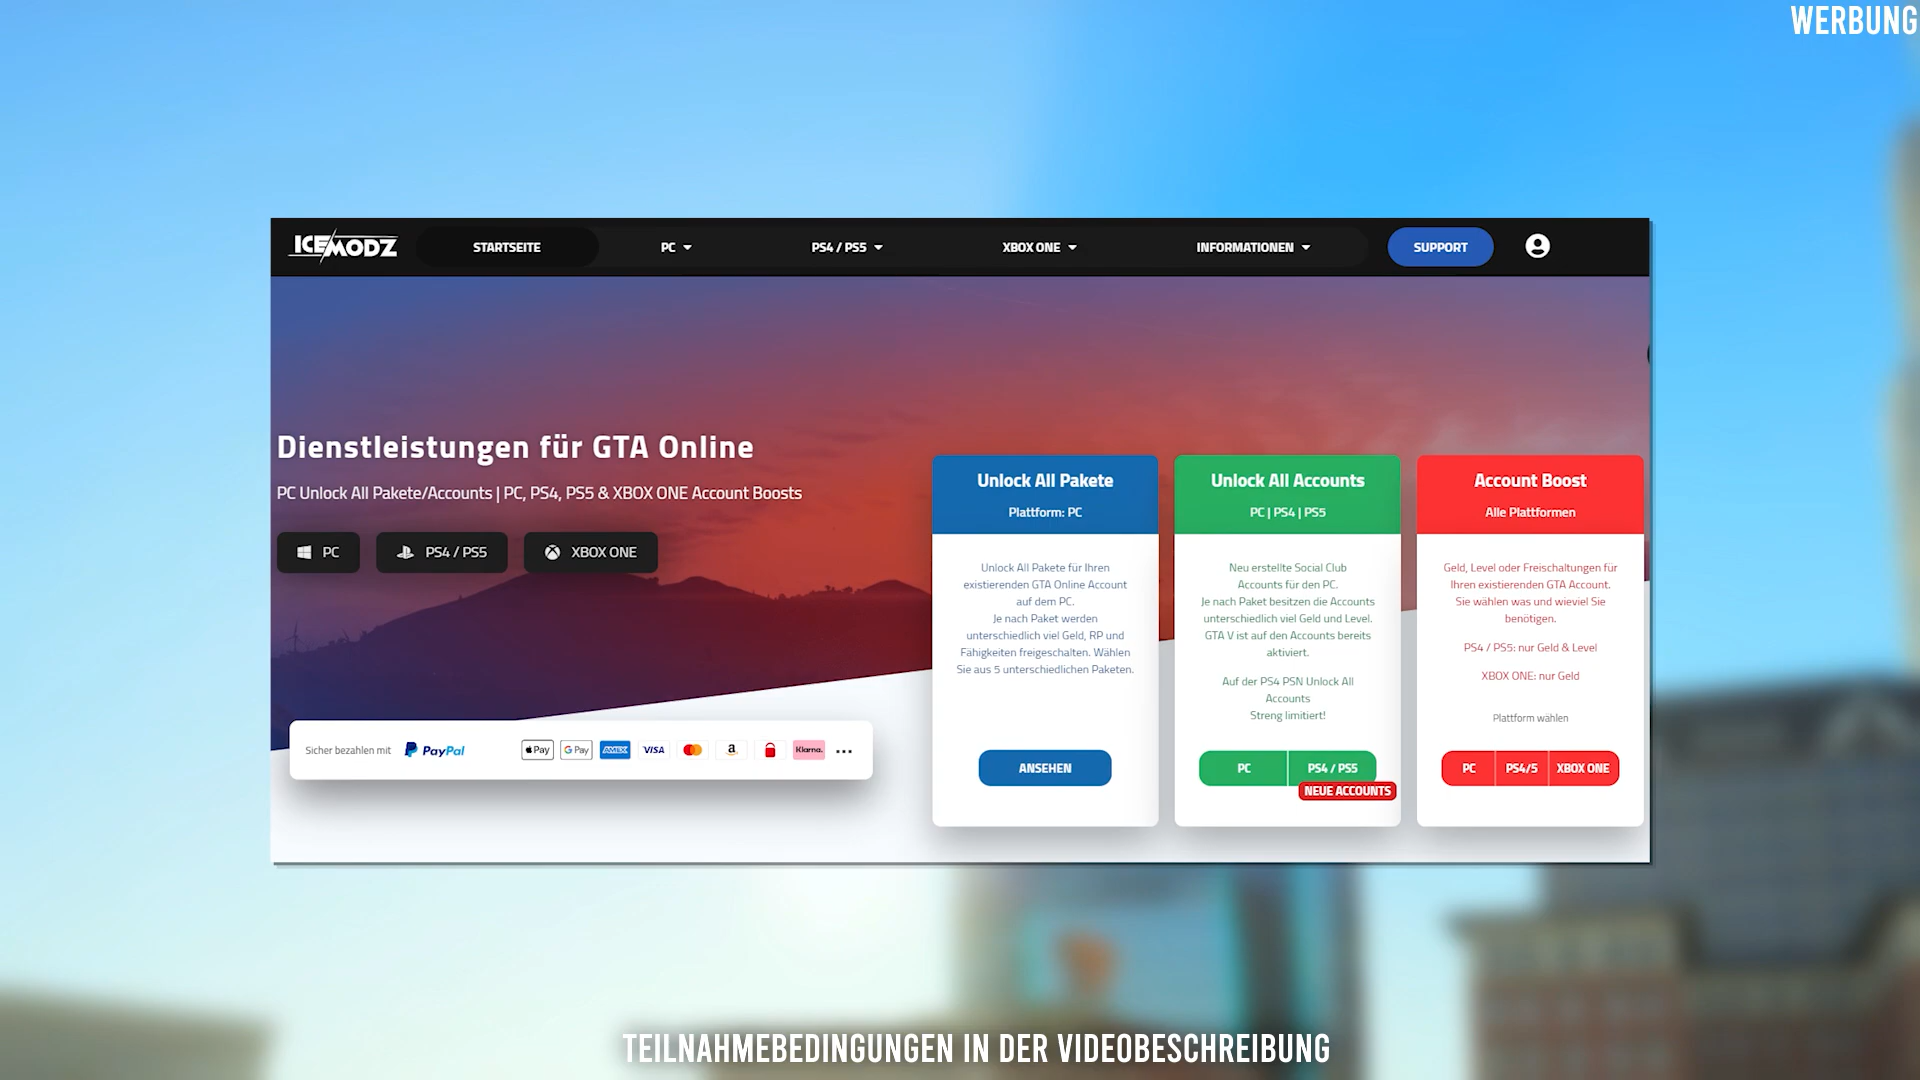 WERBUNG
ICEMODZ
STARTSEITE
PC
PS4 / PS5
XBOX ONE
INFORMATIONEN
SUPPORT
Dienstleistungen für GTA Online
PC Unlock All Pakete/Accounts | PC, PS4, PS5 & XBOX ONE Account Boosts
PC
PS4 / PS5
XBOX ONE
Sicher bezahlen mit
PayPal
Pay
G Pay
AMEX
VISA
a
Klarna.
Unlock All Pakete
Plattform: PC
Unlock All Pakete für Ihren
existierenden GTA Online Account
auf dem PC.
Je nach Paket werden
unterschiedlich viel Geld, RP und
Fähigkeiten freigeschalten. Wählen
Sie aus 5 unterschiedlichen Paketen.
ANSEHEN
Unlock All Accounts
PC | PS4 | PS5
Neu erstellte Social Club
Accounts für den PC.
Je nach Paket besitzen die Accounts
unterschiedlich viel Geld und Level.
GTA V ist auf den Accounts bereits
aktiviert.
Auf der PS4 PSN Unlock All
Accounts
Streng limitiert!
PC
PS4 / PS5
NEUE ACCOUNTS
Account Boost
Alle Plattformen
Geld, Level oder Freischaltungen für
Ihren existierenden GTA Account.
Sie wählen was und wieviel Sie
benötigen.
PS4 / PS5: nur Geld & Level
XBOX ONE: nur Geld
Plattform wählen
PC
PS4/5
XBOX ONE
TEILNAHMEBEDINGUNGEN IN DER VIDEOBESCHREIBUNG